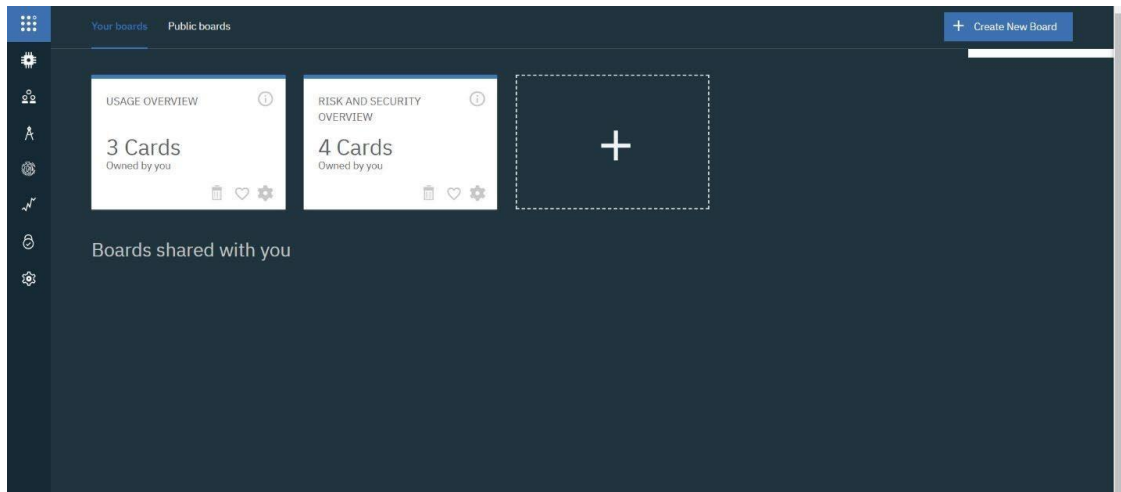 Your boards
Public boards
+ Create New Board
USAGE OVERVIEW
3 Cards
Owned by you
RISK AND SECURITY
OVERVIEW
4 Cards
Owned by you
Boards shared with you